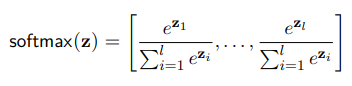 softmax(𝐳) = [ e^{𝐳_1} / ∑_{i=1}^{l} e^{𝐳_i} , . . . , e^{𝐳_l} / ∑_{i=1}^{l} e^{𝐳_i} ]